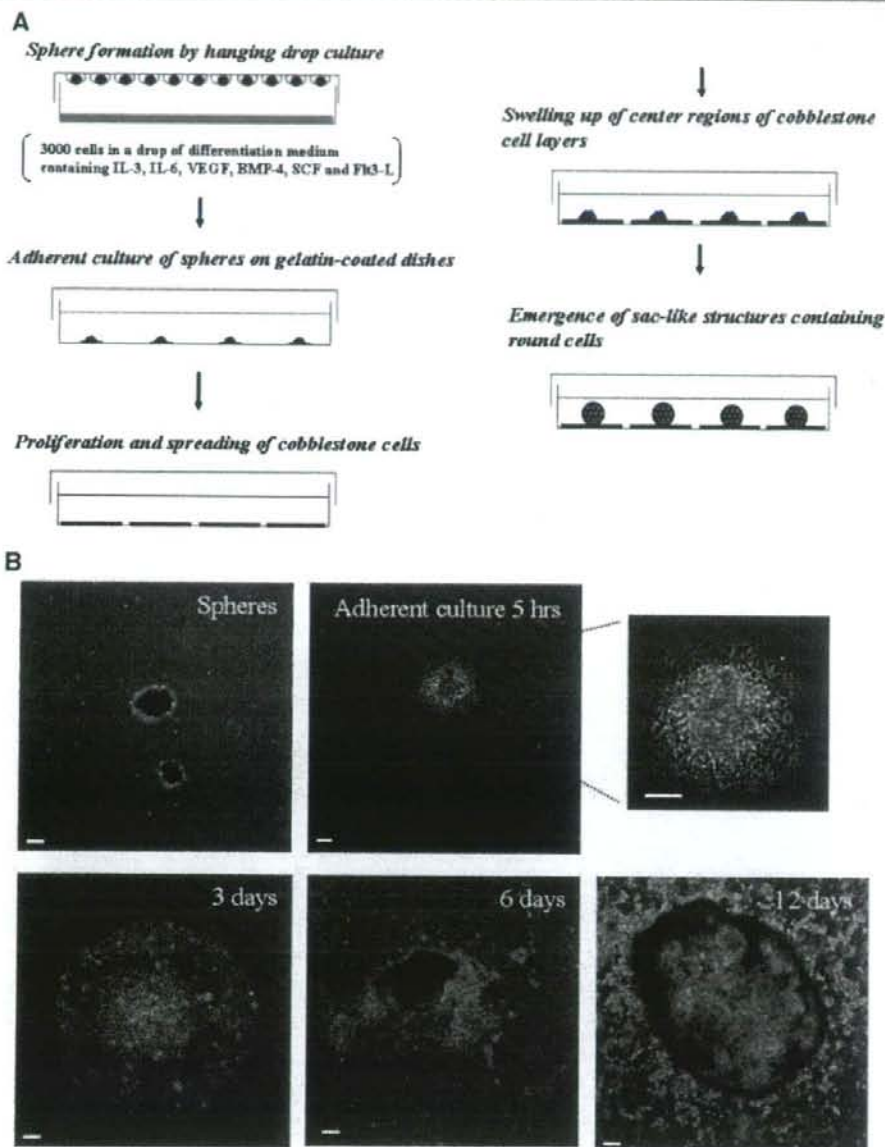 A
Sphere formation by hanging drop culture
3000 cells in a drop of differentiation medium
containing IL-3, IL-6, VEGF, BMP-4, SCF and Flt3-L
Adherent culture of spheres on gelatin-coated dishes
Proliferation and spreading of cobblestone cells
Swelling up of center regions of cobblestone
cell layers
Emergence of sac-like structures containing
round cells
B
Spheres
Adherent culture 5 hrs
3 days
6 days
12 days